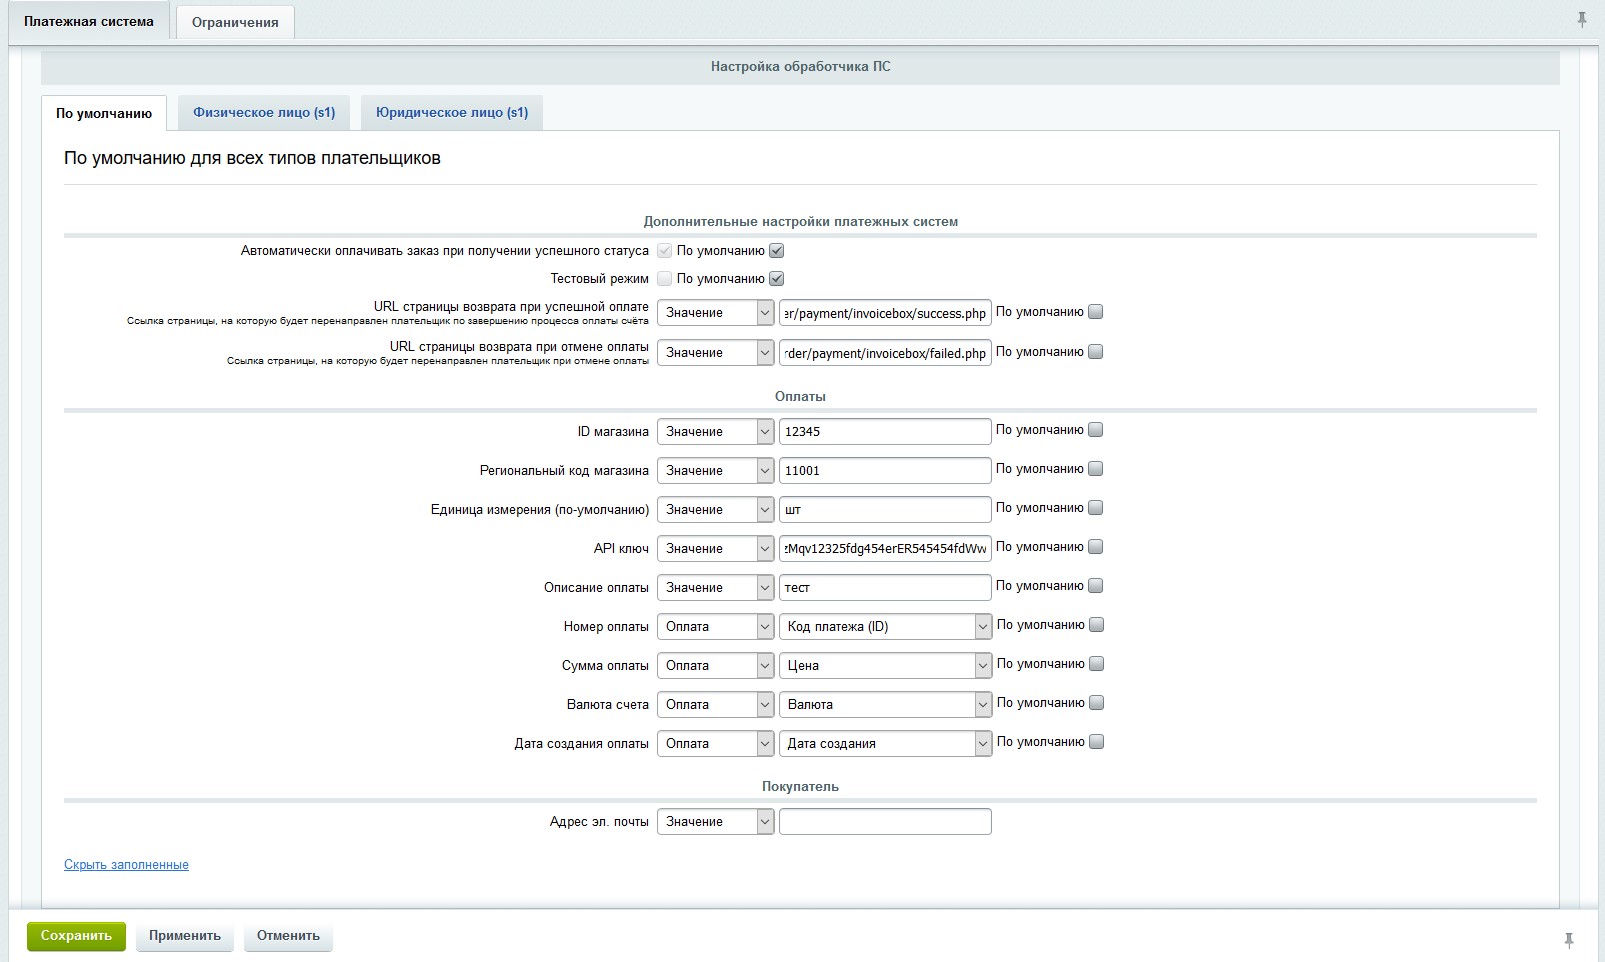 Платежная система
Ограничения
Настройка обработчика ПС
По умолчанию
Физическое лицо (s1)
Юридическое лицо (s1)
По умолчанию для всех типов плательщиков
Дополнительные настройки платежных систем
Автоматически оплачивать заказ при получении успешного статуса По умолчанию
Тестовый режим По умолчанию
URL страницы возврата при успешной оплате Значение er/payment/invoicebox/success.php По умолчанию
Ссылка страницы, на которую будет перенаправлен плательщик по завершению процесса оплаты счёта
URL страницы возврата при отмене оплаты Значение rder/payment/invoicebox/failed.php По умолчанию
Ссылка страницы, на которую будет перенаправлен плательщик при отмене оплаты
Оплаты
ID магазина Значение 12345 По умолчанию
Региональный код магазина Значение 11001 По умолчанию
Единица измерения (по-умолчанию) Значение шт По умолчанию
API ключ Значение zMqv12325fdg454erER545454fdWw По умолчанию
Описание оплаты Значение тест По умолчанию
Номер оплаты Оплата Код платежа (ID) По умолчанию
Сумма оплаты Оплата Цена По умолчанию
Валюта счета Оплата Валюта По умолчанию
Дата создания оплаты Оплата Дата создания По умолчанию
Покупатель
Адрес эл. почты Значение
Скрыть заполненные
Сохранить Применить Отменить